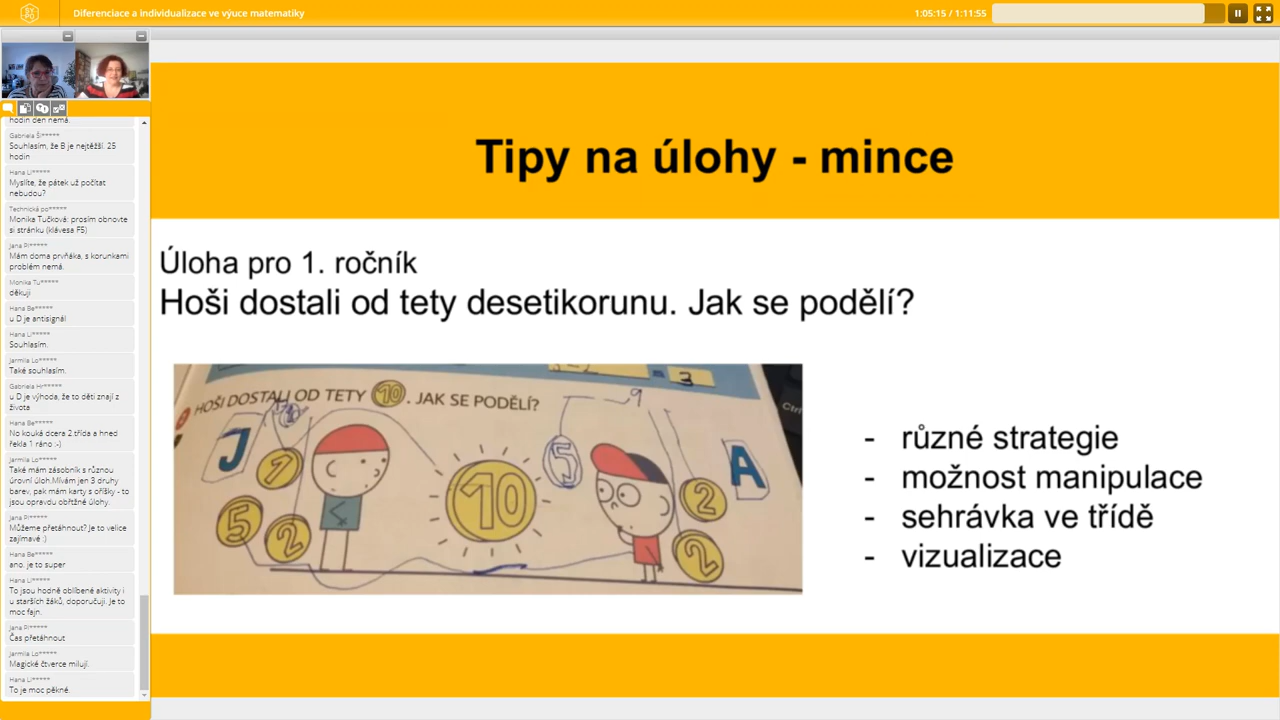 Diferenciace a individualizace ve výuce matematiky
1:05:15 / 1:11:55
hodin den nemá.
Gabriela Ši*****
Souhlasím, že B je nejtěžší. 25
hodin
Hana Li*****
Myslíte, že pátek už počítat
nebudou?
Technická po*****
Monika Tučková: prosím obnovte
si stránku (klávesa F5)
Jana Pi*****
Mám doma prvňáka, s korunkami
problém nemá.
Monika Tu*****
děkuji
Hana Be*****
u D je antisignál
Hana Li*****
Souhlasím.
Jarmila Lo*****
Také souhlasím.
Gabriela Hr*****
u D je výhoda, že to děti znají z
života
Hana Be*****
No kouká dcera 2.třída a hned
řekla 1 ráno :-)
Jarmila Lo*****
Také mám zásobník s různou
úrovní úloh.Mívám jen 3 druhy
barev, pak mám karty s oříšky - to
jsou opravdu obtížné úlohy.
Jana Pi*****
Můžeme přetáhnout? Je to velice
zajímavé :)
Hana Be*****
ano. je to super
Hana Li*****
To jsou hodně oblíbené aktivity i
u starších žáků, doporučuji. Je to
moc fajn.
Jana Pi*****
Čas přetáhnout
Jarmila Lo*****
Magické čtverce milují.
Hana Li*****
To je moc pěkné.
Tipy na úlohy - mince
Úloha pro 1. ročník
Hoši dostali od tety desetikorunu. Jak se podělí?
3
HOŠI DOSTALI OD TETY 10. JAK SE PODĚLÍ?
9
J
1
5
2
10
5
A
2
2
Ctrl
- různé strategie
- možnost manipulace
- sehrávka ve třídě
- vizualizace